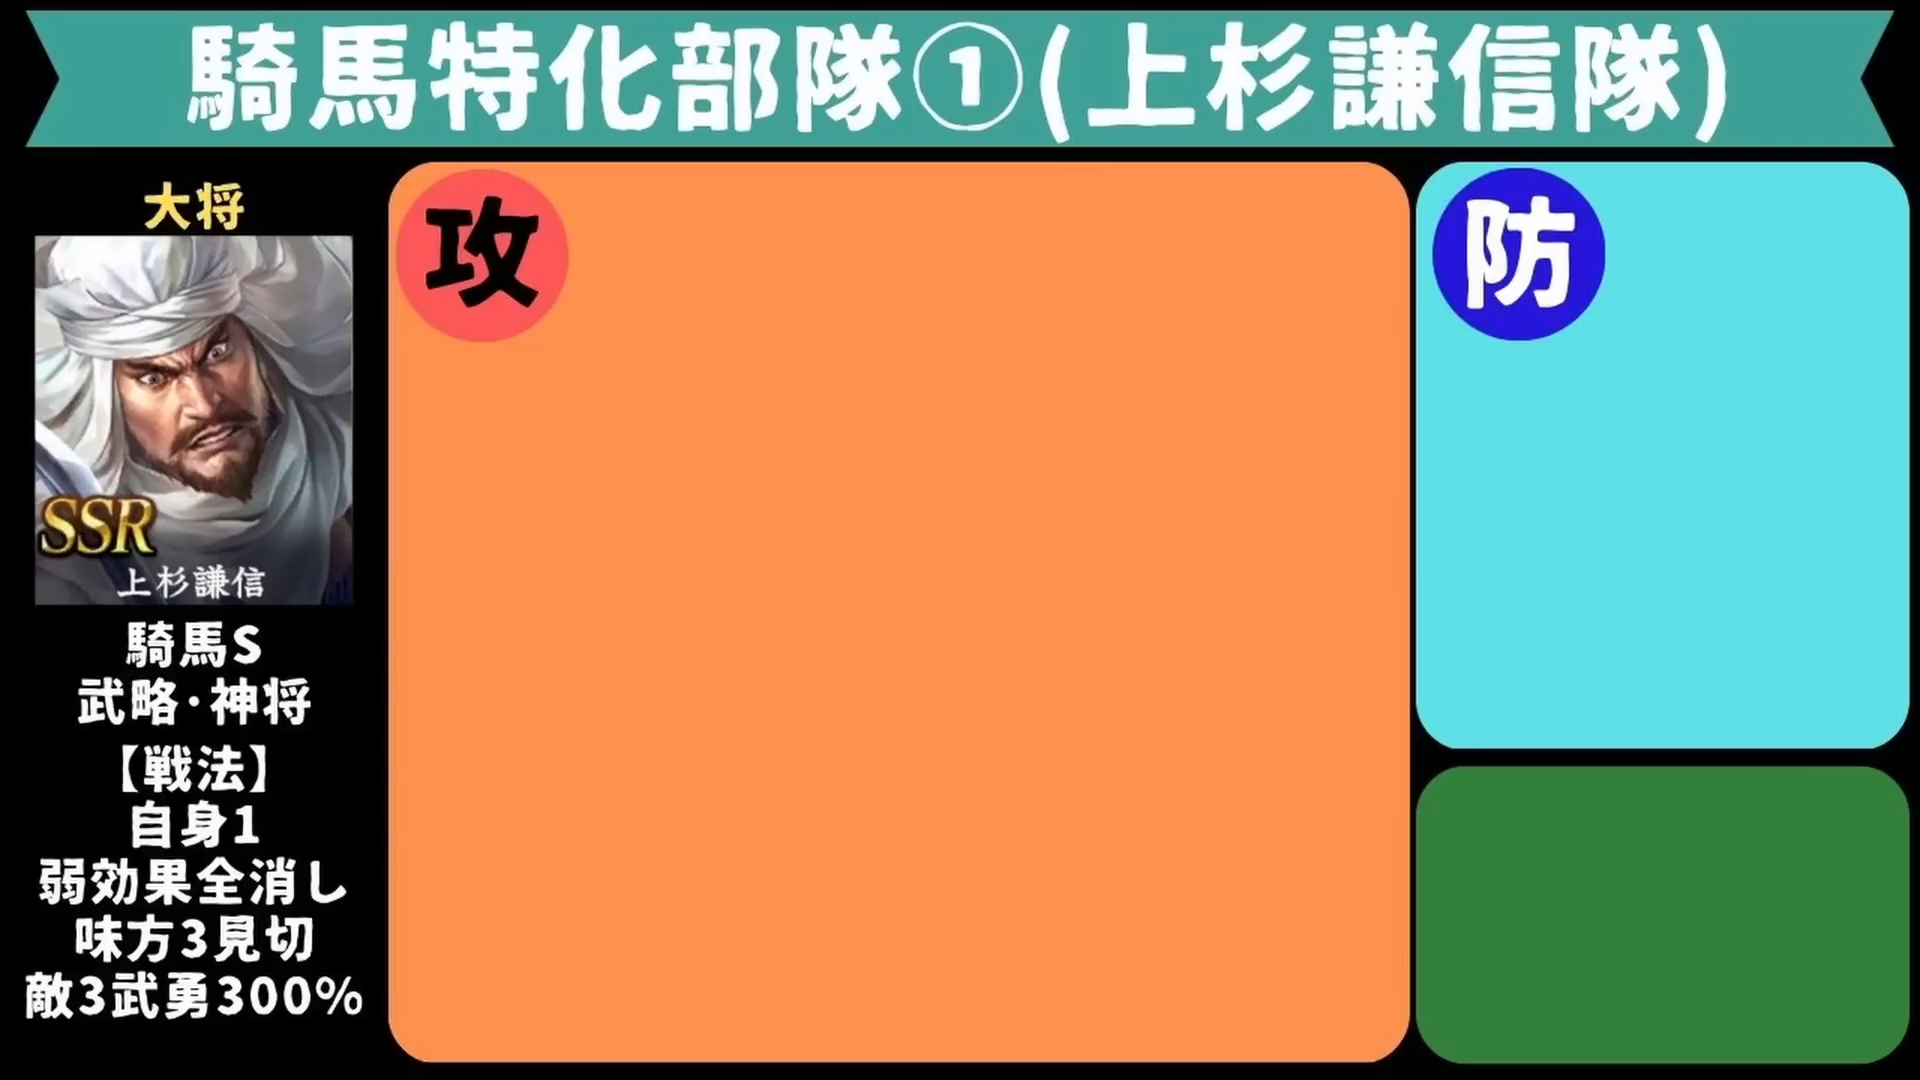 騎馬特化部隊①(上杉謙信隊)
大将
SSR
上杉謙信
騎馬S
武略・神将
【戦法】
自身1
弱効果全消し
味方3見切
敵3武勇300%
攻
防